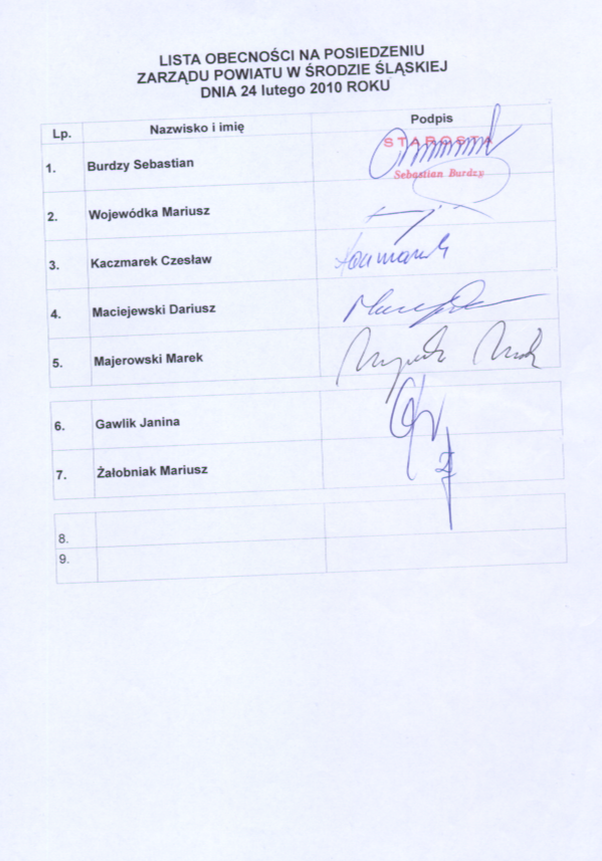 LISTA OBECNOŚCI NA POSIEDZENIU
ZARZĄDU POWIATU W ŚRODZIE ŚLĄSKIEJ
DNIA 24 lutego 2010 ROKU
Lp. Nazwisko i imię Podpis
1. Burdzy Sebastian STAROSTA
Sebastian Burdzy
2. Wojewódka Mariusz
3. Kaczmarek Czesław
4. Maciejewski Dariusz
5. Majerowski Marek
6. Gawlik Janina
7. Żałobniak Mariusz
8.
9.